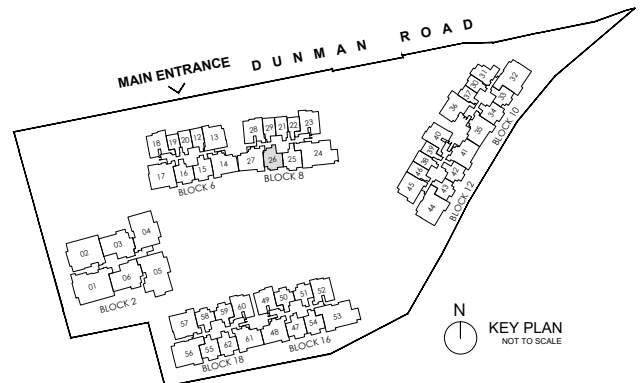 DUNMAN ROAD
MAIN ENTRANCE
18 19 20 12 13
17 16 15 14
BLOCK 6
28 29 21 22 23
27 26 25 24
BLOCK 8
31 32
30
37 33
36 34
35
BLOCK 10
40
39 41
38
46 42
45 43
44
BLOCK 12
02 03 04
01 06 05
BLOCK 2
57 58 59 60
56 55 62 61
BLOCK 18
49 50 51 52
48 47 54 53
BLOCK 16
N
KEY PLAN
NOT TO SCALE